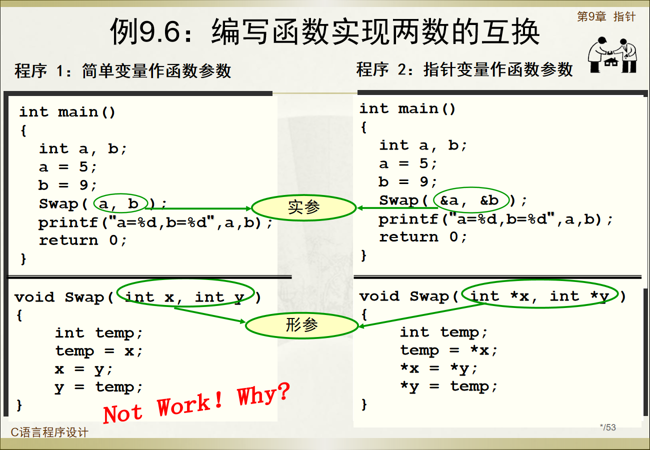 第9章 指针
例9.6：编写函数实现两数的互换
程序 1：简单变量作函数参数
int main()
{
int a, b;
a = 5;
b = 9;
Swap( a, b );
printf("a=%d,b=%d",a,b);
return 0;
}
void Swap( int x, int y )
{
int temp;
temp = x;
x = y;
y = temp;
}
Not Work! Why?
实参
形参
程序 2：指针变量作函数参数
int main()
{
int a, b;
a = 5;
b = 9;
Swap( &a, &b );
printf("a=%d,b=%d",a,b);
return 0;
}
void Swap( int *x, int *y )
{
int temp;
temp = *x;
*x = *y;
*y = temp;
}
C语言程序设计
*/53